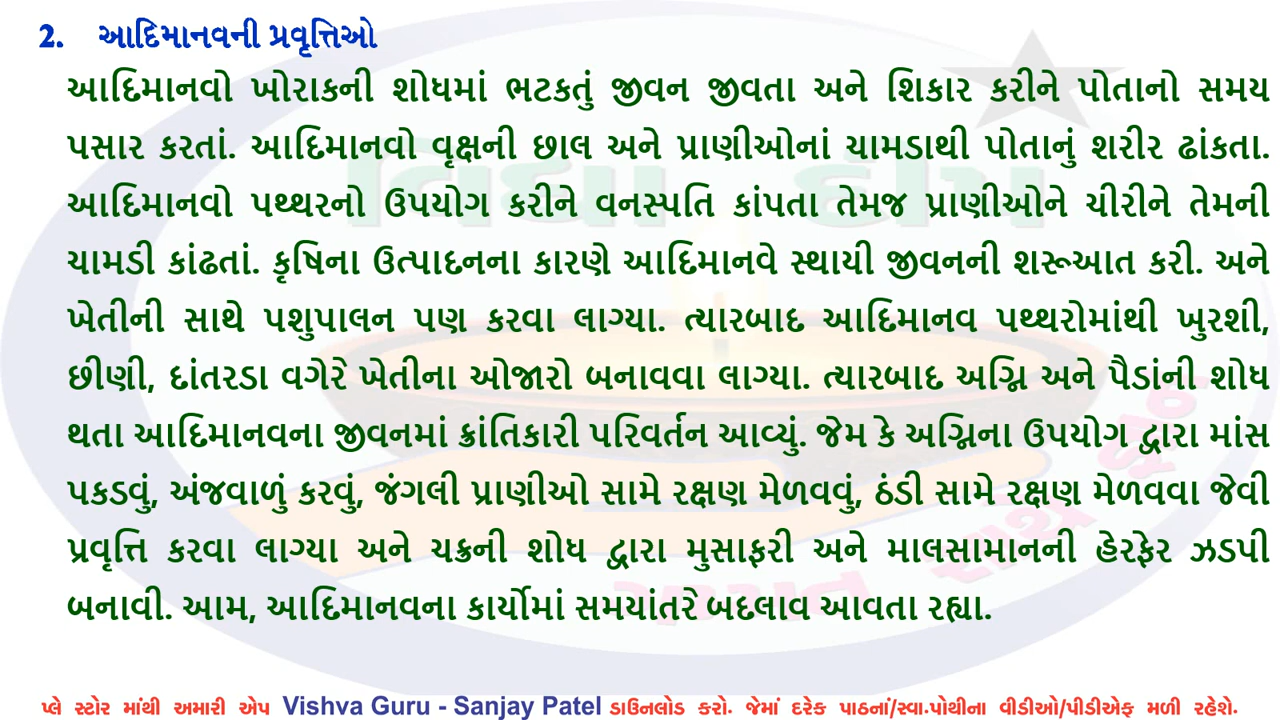 2. આદિમાનવની પ્રવૃત્તિઓ
આદિમાનવો ખોરાકની શોધમાં ભટકતું જીવન જીવતા અને શિકાર કરીને પોતાનો સમય
પસાર કરતાં. આદિમાનવો વૃક્ષની છાલ અને પ્રાણીઓનાં ચામડાથી પોતાનું શરીર ઢાંકતા.
આદિમાનવો પથ્થરનો ઉપયોગ કરીને વનસ્પતિ કાંપતા તેમજ પ્રાણીઓને ચીરીને તેમની
ચામડી કાંઢતાં. કૃષિના ઉત્પાદનના કારણે આદિમાનવે સ્થાયી જીવનની શરૂઆત કરી. અને
ખેતીની સાથે પશુપાલન પણ કરવા લાગ્યા. ત્યારબાદ આદિમાનવ પથ્થરોમાંથી ખુરશી,
છીણી, દાંતરડા વગેરે ખેતીના ઓજારો બનાવવા લાગ્યા. ત્યારબાદ અગ્નિ અને પૈડાંની શોધ
થતા આદિમાનવના જીવનમાં ક્રાંતિકારી પરિવર્તન આવ્યું. જેમ કે અગ્નિના ઉપયોગ દ્વારા માંસ
પકડવું, અંજવાળું કરવું, જંગલી પ્રાણીઓ સામે રક્ષણ મેળવવું, ઠંડી સામે રક્ષણ મેળવવા જેવી
પ્રવૃત્તિ કરવા લાગ્યા અને ચક્રની શોધ દ્વારા મુસાફરી અને માલસામાનની હેરફેર ઝડપી
બનાવી. આમ, આદિમાનવના કાર્યોમાં સમયાંતરે બદલાવ આવતા રહ્યા.
વિદ્યા દીપ
પ્લે સ્ટોર માંથી અમારી એપ Vishva Guru - Sanjay Patel ડાઉનલોડ કરો. જેમાં દરેક પાઠનાં/સ્વા.પોથીના વીડીઓ/પીડીએફ મળી રહેશે.